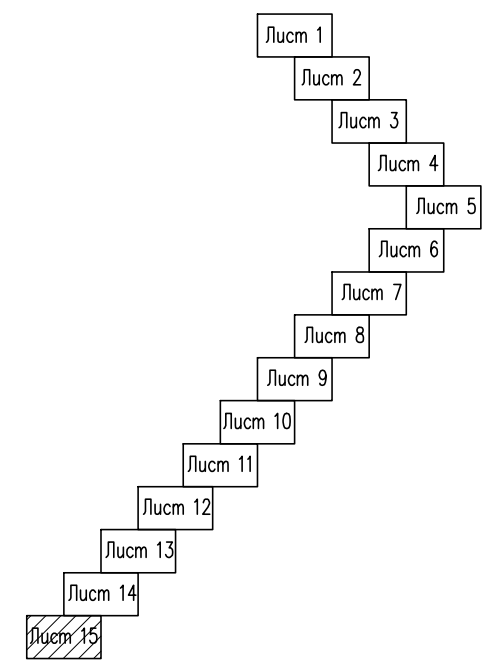 Лист 1
Лист 2
Лист 3
Лист 4
Лист 5
Лист 6
Лист 7
Лист 8
Лист 9
Лист 10
Лист 11
Лист 12
Лист 13
Лист 14
Лист 15